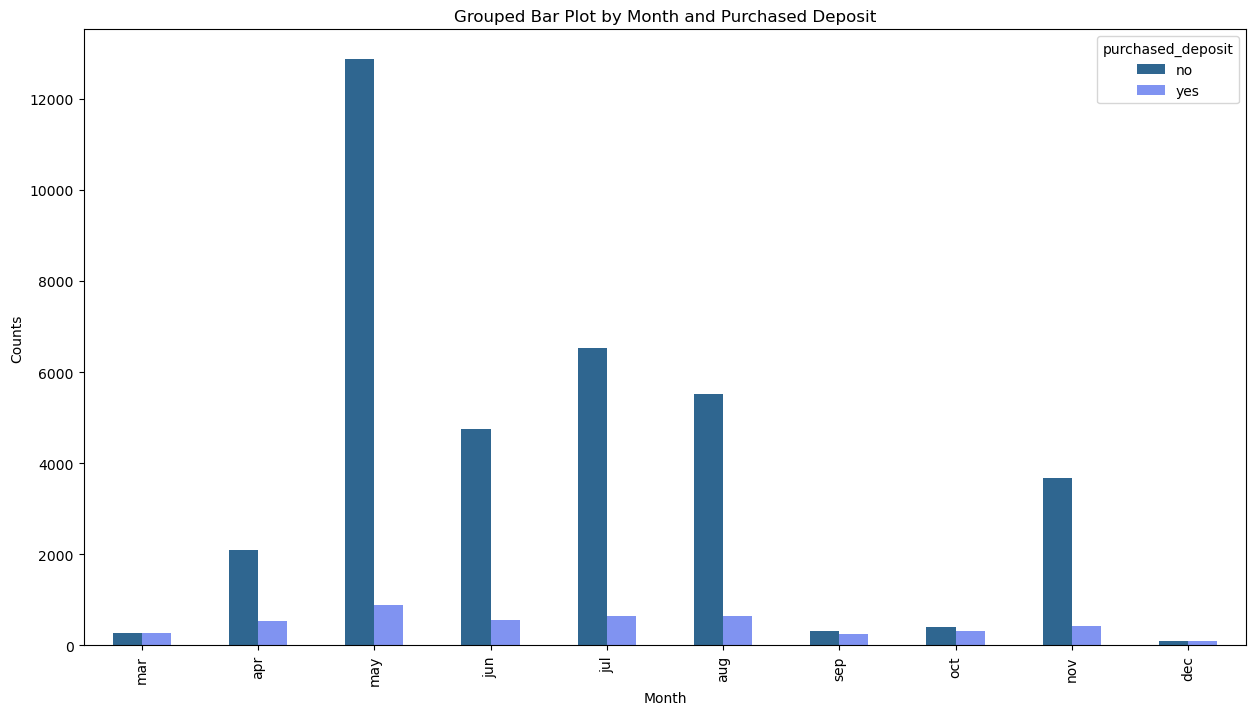 Grouped Bar Plot by Month and Purchased Deposit
purchased_deposit
no
yes
Counts
12000
10000
8000
6000
4000
2000
0
mar
apr
may
jun
jul
aug
sep
oct
nov
dec
Month